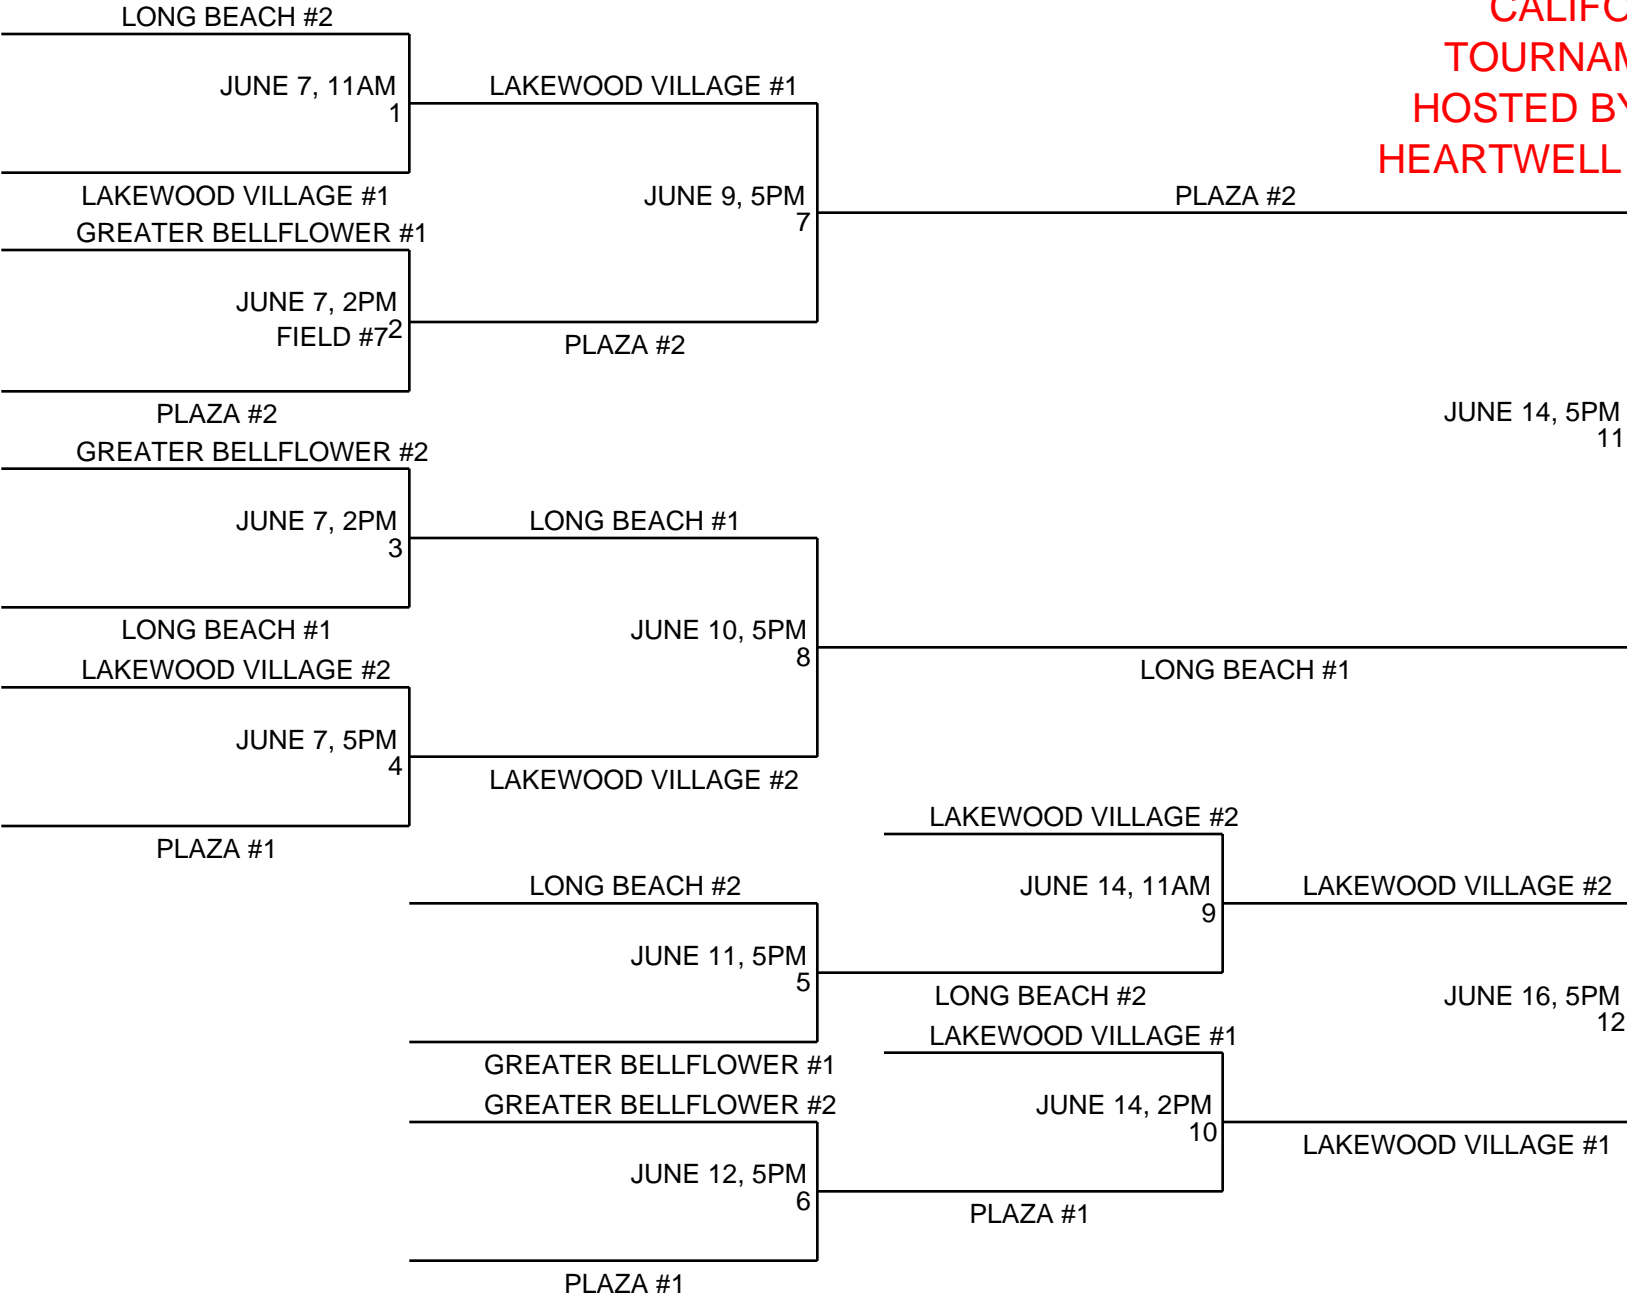 LONG BEACH #2
CALIFO
JUNE 7, 11AM
1
LAKEWOOD VILLAGE #1
TOURNAM
HOSTED BY
HEARTWELL
LAKEWOOD VILLAGE #1
GREATER BELLFLOWER #1
JUNE 9, 5PM
7
PLAZA #2
JUNE 7, 2PM
FIELD #7
2
PLAZA #2
PLAZA #2
GREATER BELLFLOWER #2
JUNE 14, 5PM
11
JUNE 7, 2PM
3
LONG BEACH #1
LONG BEACH #1
LAKEWOOD VILLAGE #2
JUNE 10, 5PM
8
LONG BEACH #1
JUNE 7, 5PM
4
LAKEWOOD VILLAGE #2
PLAZA #1
LAKEWOOD VILLAGE #2
LONG BEACH #2
JUNE 14, 11AM
9
LAKEWOOD VILLAGE #2
JUNE 11, 5PM
5
LONG BEACH #2
LAKEWOOD VILLAGE #1
JUNE 16, 5PM
12
GREATER BELLFLOWER #1
GREATER BELLFLOWER #2
JUNE 14, 2PM
10
LAKEWOOD VILLAGE #1
JUNE 12, 5PM
6
PLAZA #1
PLAZA #1